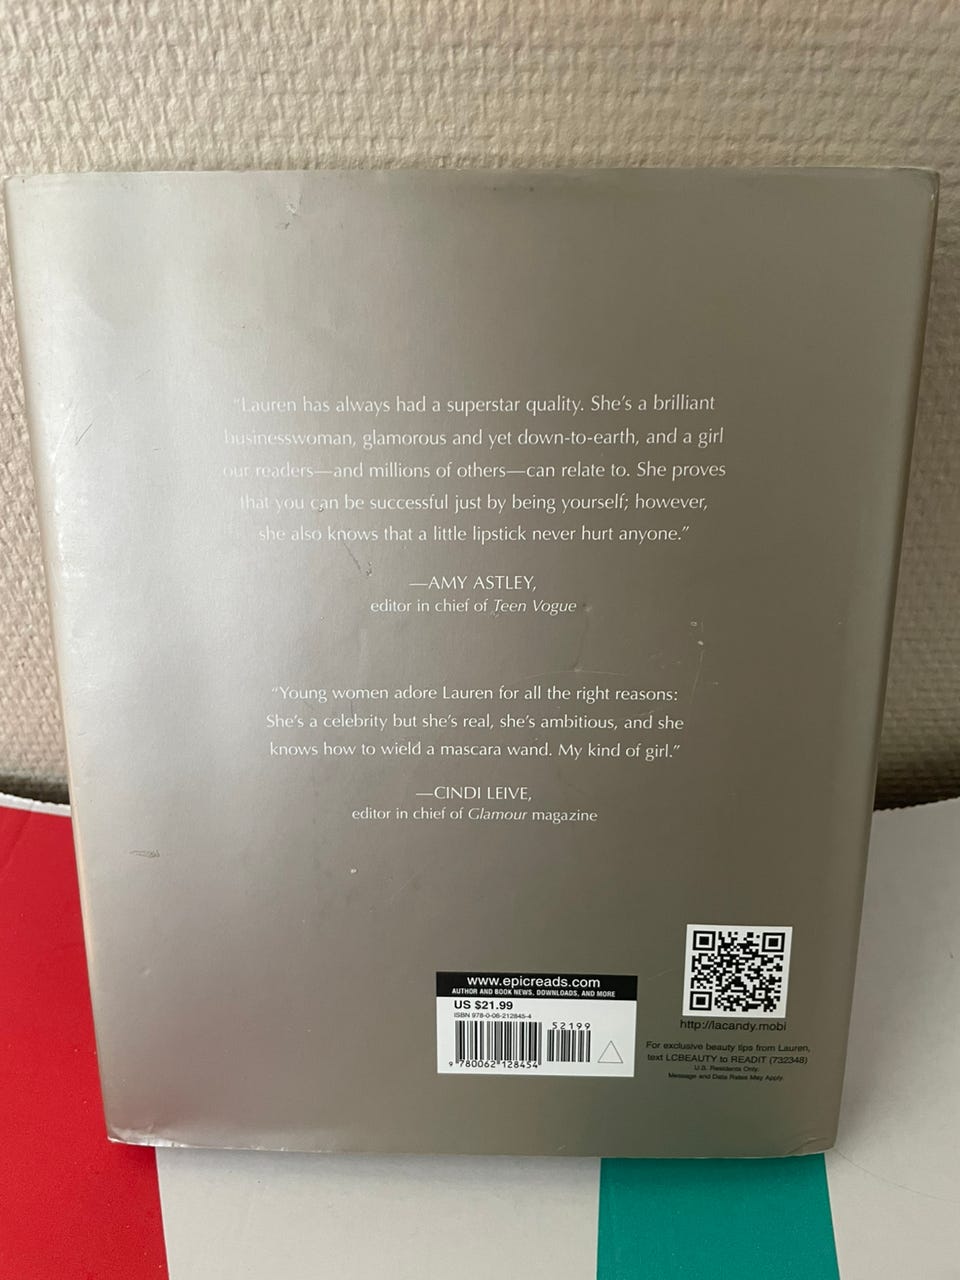 “Lauren has always had a superstar quality. She’s a brilliant
businesswoman, glamorous and yet down-to-earth, and a girl
our readers—and millions of others—can relate to. She proves
that you can be successful just by being yourself; however,
she also knows that a little lipstick never hurt anyone.”
—AMY ASTLEY,
editor in chief of Teen Vogue
“Young women adore Lauren for all the right reasons:
She’s a celebrity but she’s real, she’s ambitious, and she
knows how to wield a mascara wand. My kind of girl.”
—CINDI LEIVE,
editor in chief of Glamour magazine
www.epicreads.com
AUTHOR AND BOOK NEWS, DOWNLOADS, AND MORE
US $21.99
ISBN 978-0-06-212845-4
52199
9 780062 128454
http://lacandy.mobi
For exclusive beauty tips from Lauren,
text LCBEAUTY to READIT (732348)
U.S. Residents Only.
Message and Data Rates May Apply.